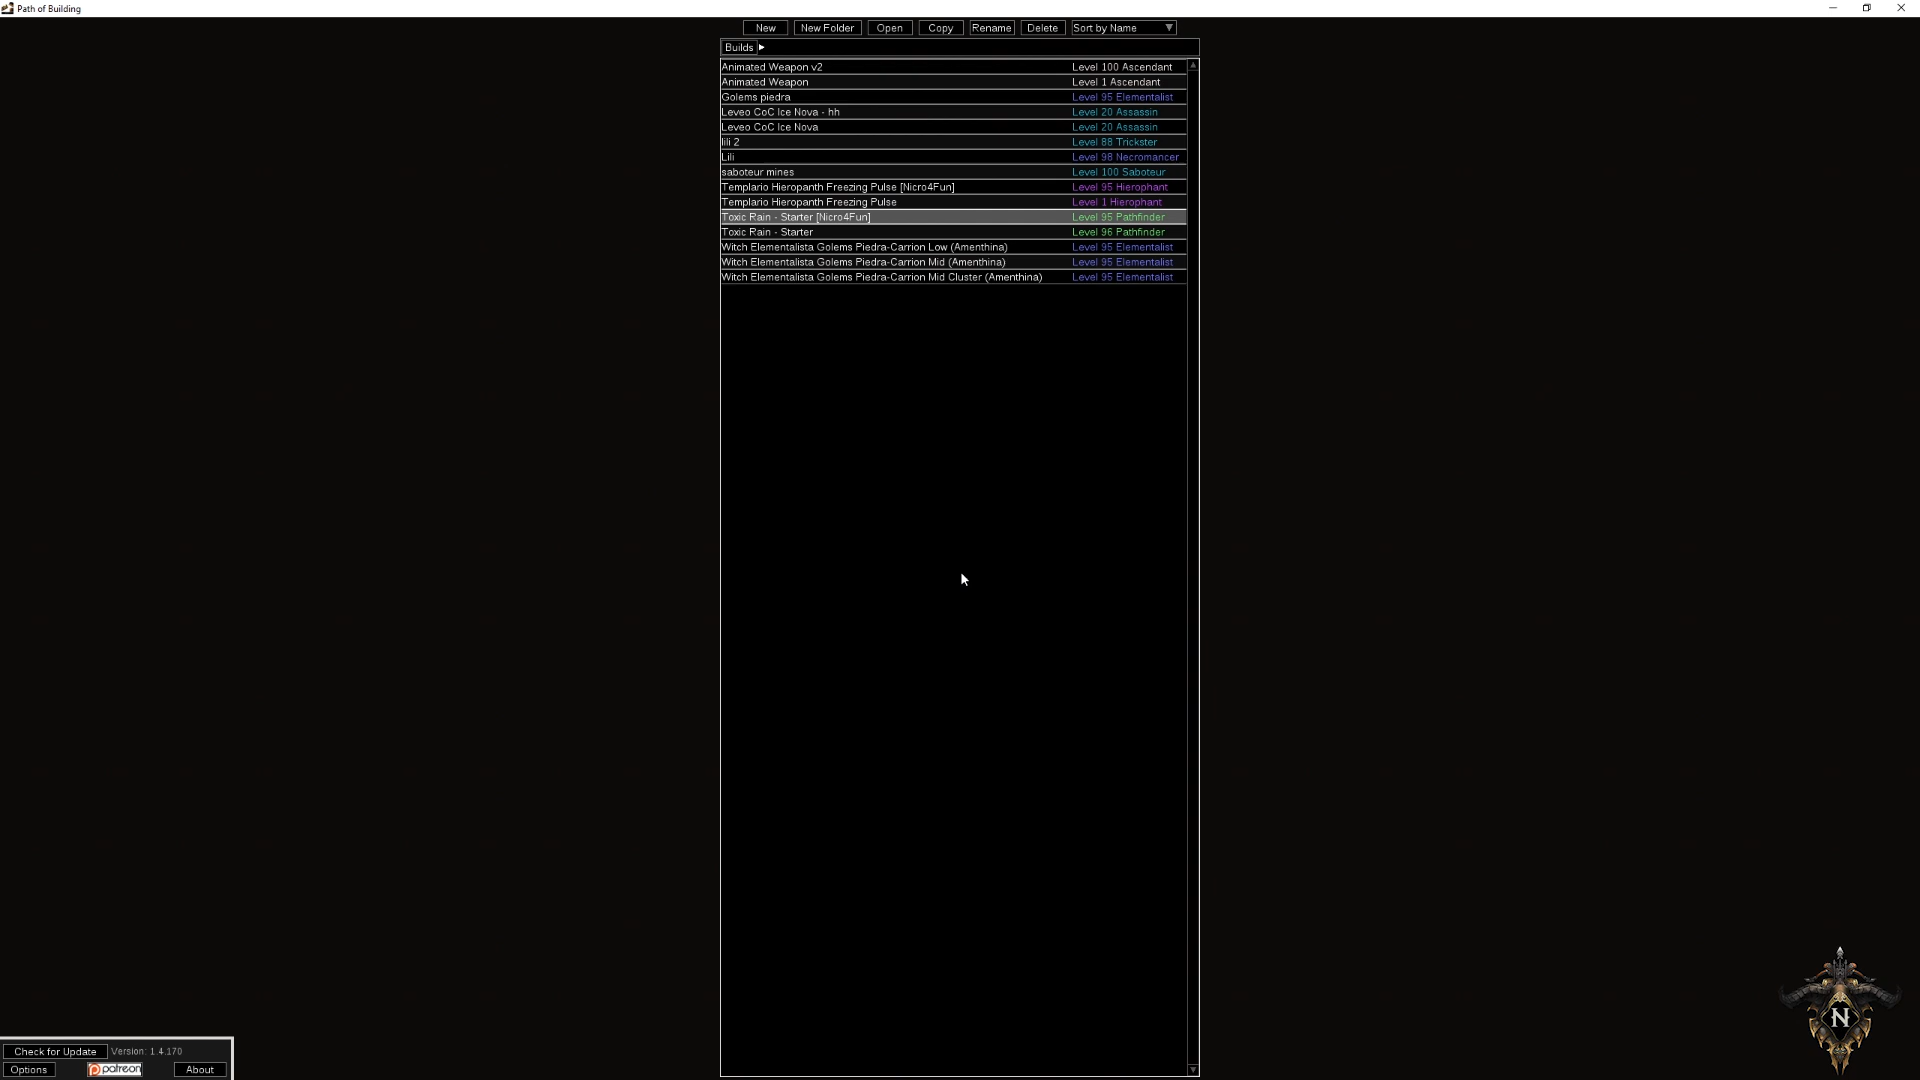 Path of Building
New New Folder Open Copy Rename Delete Sort by Name
Builds
Animated Weapon v2 Level 100 Ascendant
Animated Weapon Level 1 Ascendant
Golems piedra Level 95 Elementalist
Leveo CoC Ice Nova - hh Level 20 Assassin
Leveo CoC Ice Nova Level 20 Assassin
lili 2 Level 88 Trickster
Lili Level 98 Necromancer
saboteur mines Level 100 Saboteur
Templario Hieropanth Freezing Pulse [Nicro4Fun] Level 95 Hierophant
Templario Hieropanth Freezing Pulse Level 1 Hierophant
Toxic Rain - Starter [Nicro4Fun] Level 95 Pathfinder
Toxic Rain - Starter Level 96 Pathfinder
Witch Elementalista Golems Piedra-Carrion Low (Amenthina) Level 95 Elementalist
Witch Elementalista Golems Piedra-Carrion Mid (Amenthina) Level 95 Elementalist
Witch Elementalista Golems Piedra-Carrion Mid Cluster (Amenthina) Level 95 Elementalist
N
Check for Update Version: 1.4.170
Options patreon About